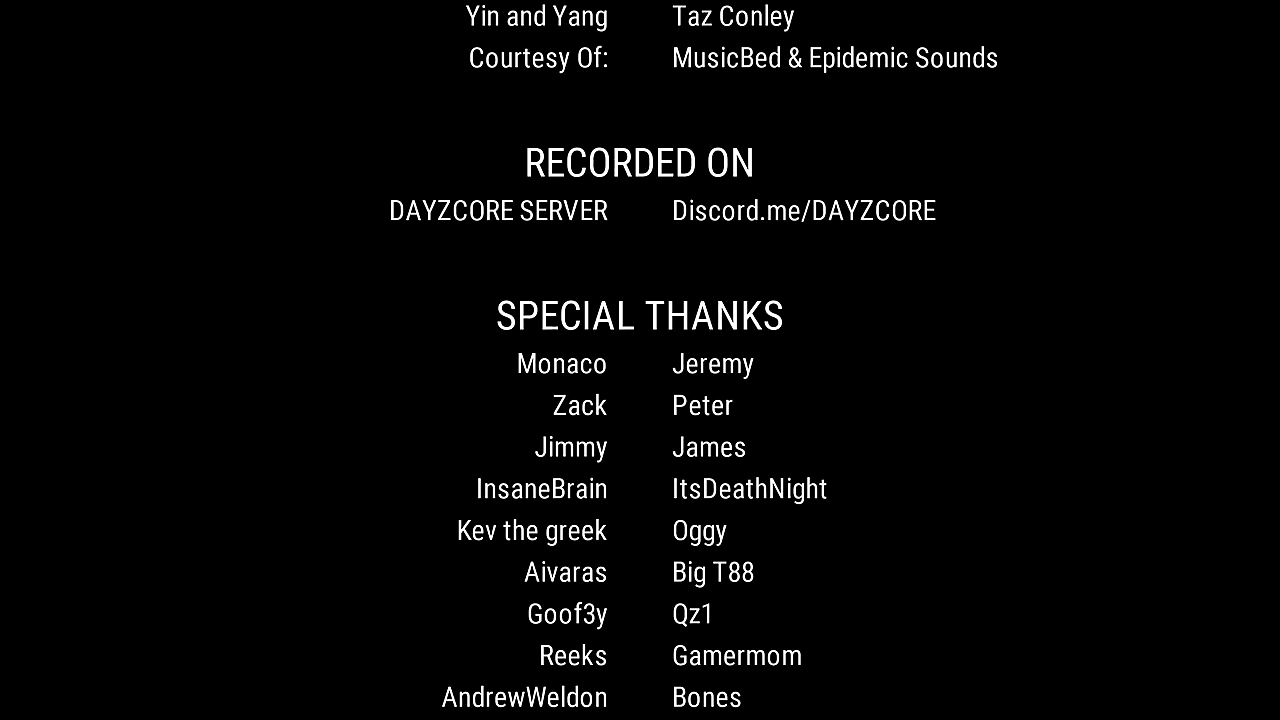 Yin and Yang Taz Conley
Courtesy Of: MusicBed & Epidemic Sounds
RECORDED ON
DAYZCORE SERVER Discord.me/DAYZCORE
SPECIAL THANKS
Monaco Jeremy
Zack Peter
Jimmy James
InsaneBrain ItsDeathNight
Kev the greek Oggy
Aivaras Big T88
Goof3y Qz1
Reeks Gamermom
AndrewWeldon Bones